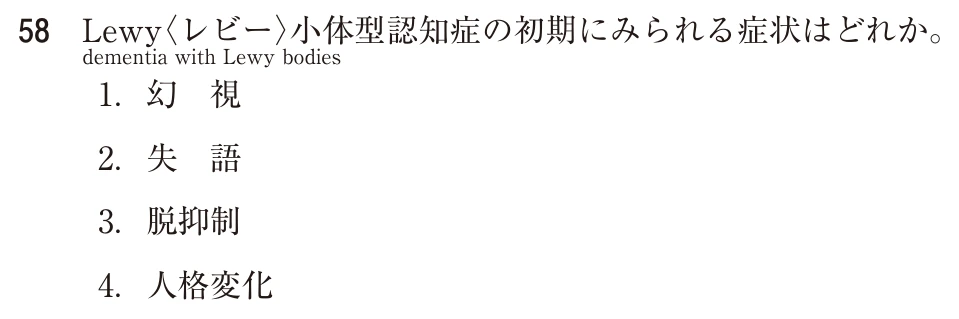 58 Lewy〈レビー〉小体型認知症の初期にみられる症状はどれか。
dementia with Lewy bodies
1. 幻　視
2. 失　語
3. 脱抑制
4. 人格変化